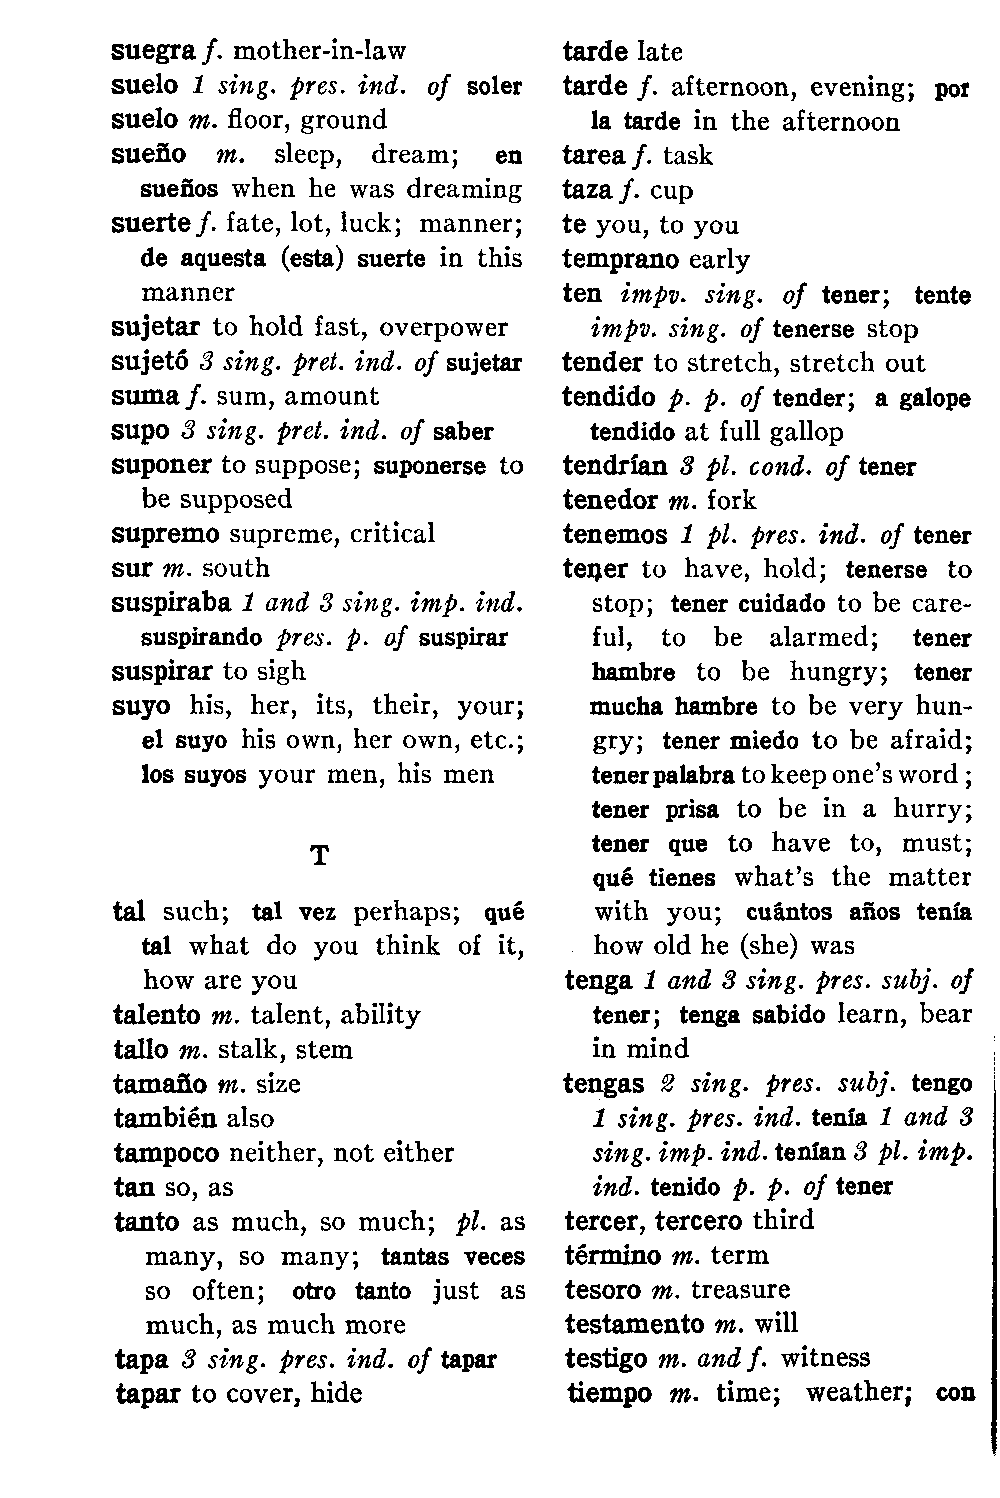 suegra f. mother-in-law
suelo 1 sing. pres. ind. of soler
suelo m. floor, ground
sueño m. sleep, dream; en
sueños when he was dreaming
suerte f. fate, lot, luck; manner;
de aquesta (esta) suerte in this
manner
sujetar to hold fast, overpower
sujetó 3 sing. pret. ind. of sujetar
suma f. sum, amount
supo 3 sing. pret. ind. of saber
suponer to suppose; suponerse to
be supposed
supremo supreme, critical
sur m. south
suspiraba 1 and 3 sing. imp. ind.
suspirando pres. p. of suspirar
suspirar to sigh
suyo his, her, its, their, your;
el suyo his own, her own, etc.;
los suyos your men, his men
T
tal such; tal vez perhaps; qué
tal what do you think of it,
how are you
talento m. talent, ability
tallo m. stalk, stem
tamaño m. size
también also
tampoco neither, not either
tan so, as
tanto as much, so much; pl. as
many, so many; tantas veces
so often; otro tanto just as
much, as much more
tapa 3 sing. pres. ind. of tapar
tapar to cover, hide
tarde late
tarde f. afternoon, evening; por
la tarde in the afternoon
tarea f. task
taza f. cup
te you, to you
temprano early
ten impv. sing. of tener; tente
impv. sing. of tenerse stop
tender to stretch, stretch out
tendido p. p. of tender; a galope
tendido at full gallop
tendrían 3 pl. cond. of tener
tenedor m. fork
tenemos 1 pl. pres. ind. of tener
tener to have, hold; tenerse to
stop; tener cuidado to be care-
ful, to be alarmed; tener
hambre to be hungry; tener
mucha hambre to be very hun-
gry; tener miedo to be afraid;
tener palabra to keep one's word;
tener prisa to be in a hurry;
tener que to have to, must;
qué tienes what's the matter
with you; cuántos años tenía
how old he (she) was
tenga 1 and 3 sing. pres. subj. of
tener; tenga sabido learn, bear
in mind
tengas 2 sing. pres. subj. tengo
1 sing. pres. ind. tenía 1 and 3
sing. imp. ind. tenían 3 pl. imp.
ind. tenido p. p. of tener
tercer, tercero third
término m. term
tesoro m. treasure
testamento m. will
testigo m. and f. witness
tiempo m. time; weather; con